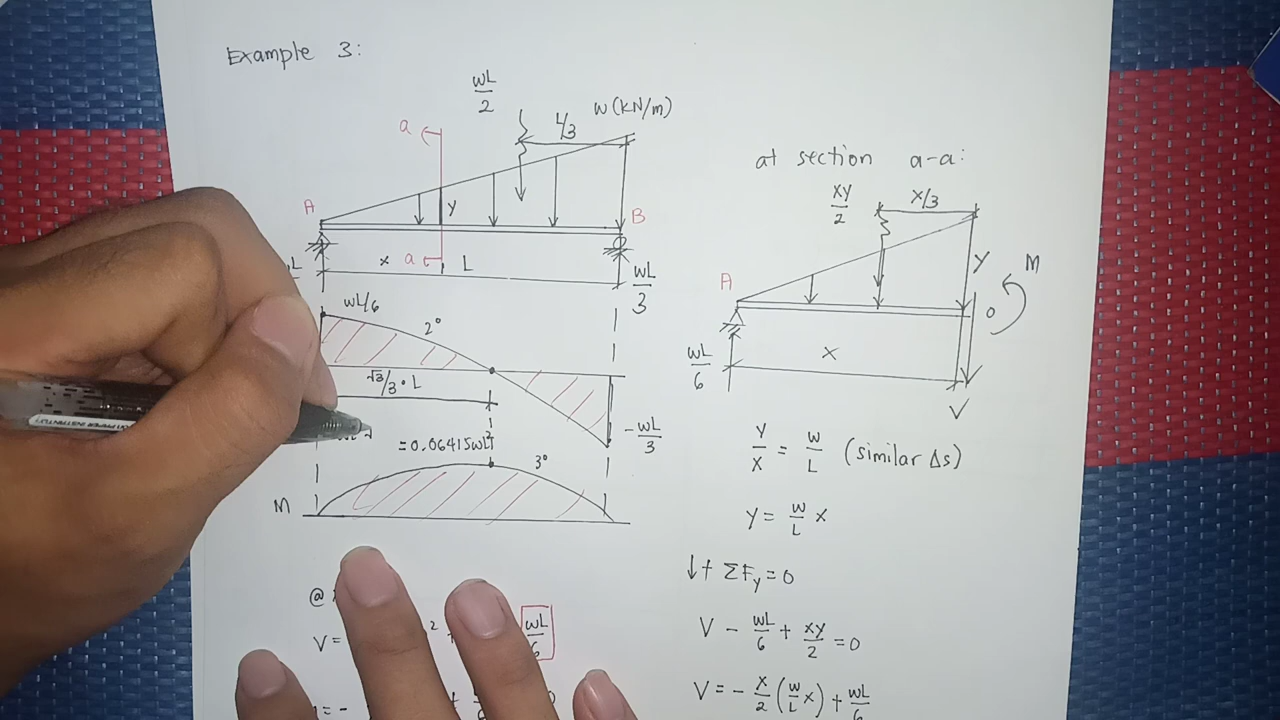 Example 3:
wL/2
w (kN/m)
L/3
a
A
y
B
x
a
L
wL/3
wL/6
2°
√3/3 · L
-wL/3
= 0.06415wL²
3°
M
@
V =
²
+
wL/6
= -
at section a-a:
xy/2
x/3
A
y
M
O
wL/6
x
V
y/x = w/L (similar Δs)
y = w/L x
↓+ ΣFy = 0
V - wL/6 + xy/2 = 0
V = - x/2 (w/L x) + wL/6